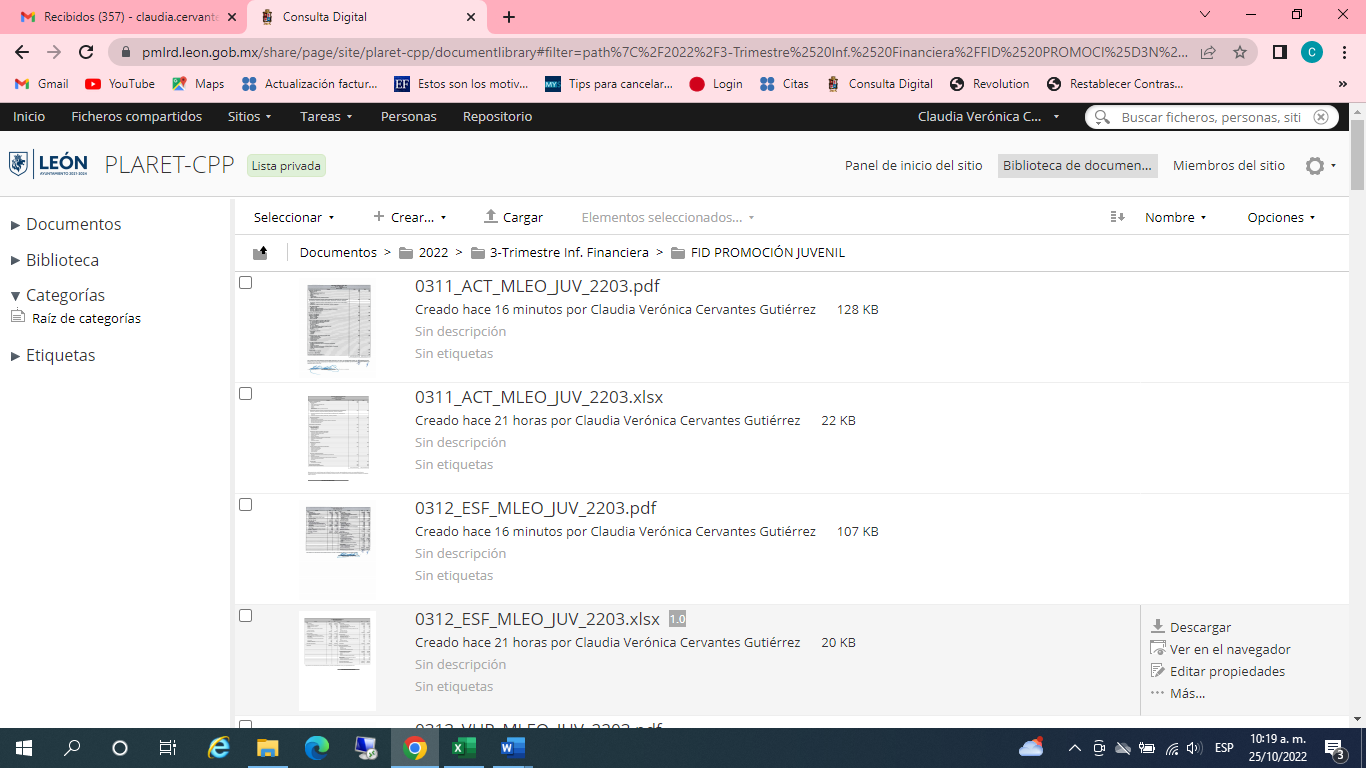 Recibidos (357) - claudia.cervante
Consulta Digital
pmlrd.leon.gob.mx/share/page/site/plaret-cpp/documentlibrary#filter=path%7C%2F2022%2F3-Trimestre%2520Inf.%2520Financiera%2FFID%2520PROMOCI%25D3N%...
C
Gmail
YouTube
Maps
Actualización factur...
EF
Estos son los motiv...
MY
Tips para cancelar...
Login
Citas
Consulta Digital
Revolution
Restablecer Contras...
»
Inicio
Ficheros compartidos
Sitios
Tareas
Personas
Repositorio
Claudia Verónica C...
Buscar ficheros, personas, siti
LEÓN
AYUNTAMIENTO 2021-2024
PLARET-CPP
Lista privada
Panel de inicio del sitio
Biblioteca de documen...
Miembros del sitio
Documentos
Biblioteca
Categorías
Raíz de categorías
Etiquetas
Seleccionar
Crear...
Cargar
Elementos seleccionados...
Nombre
Opciones
Documentos > 2022 > 3-Trimestre Inf. Financiera > FID PROMOCIÓN JUVENIL
0311_ACT_MLEO_JUV_2203.pdf
Creado hace 16 minutos por Claudia Verónica Cervantes Gutiérrez 128 KB
Sin descripción
Sin etiquetas
0311_ACT_MLEO_JUV_2203.xlsx
Creado hace 21 horas por Claudia Verónica Cervantes Gutiérrez 22 KB
Sin descripción
Sin etiquetas
0312_ESF_MLEO_JUV_2203.pdf
Creado hace 16 minutos por Claudia Verónica Cervantes Gutiérrez 107 KB
Sin descripción
Sin etiquetas
0312_ESF_MLEO_JUV_2203.xlsx 1.0
Creado hace 21 horas por Claudia Verónica Cervantes Gutiérrez 20 KB
Sin descripción
Sin etiquetas
Descargar
Ver en el navegador
Editar propiedades
Más...
0313_VHP_MLEO_JUV_2203.pdf
ESP
10:19 a. m.
25/10/2022
3